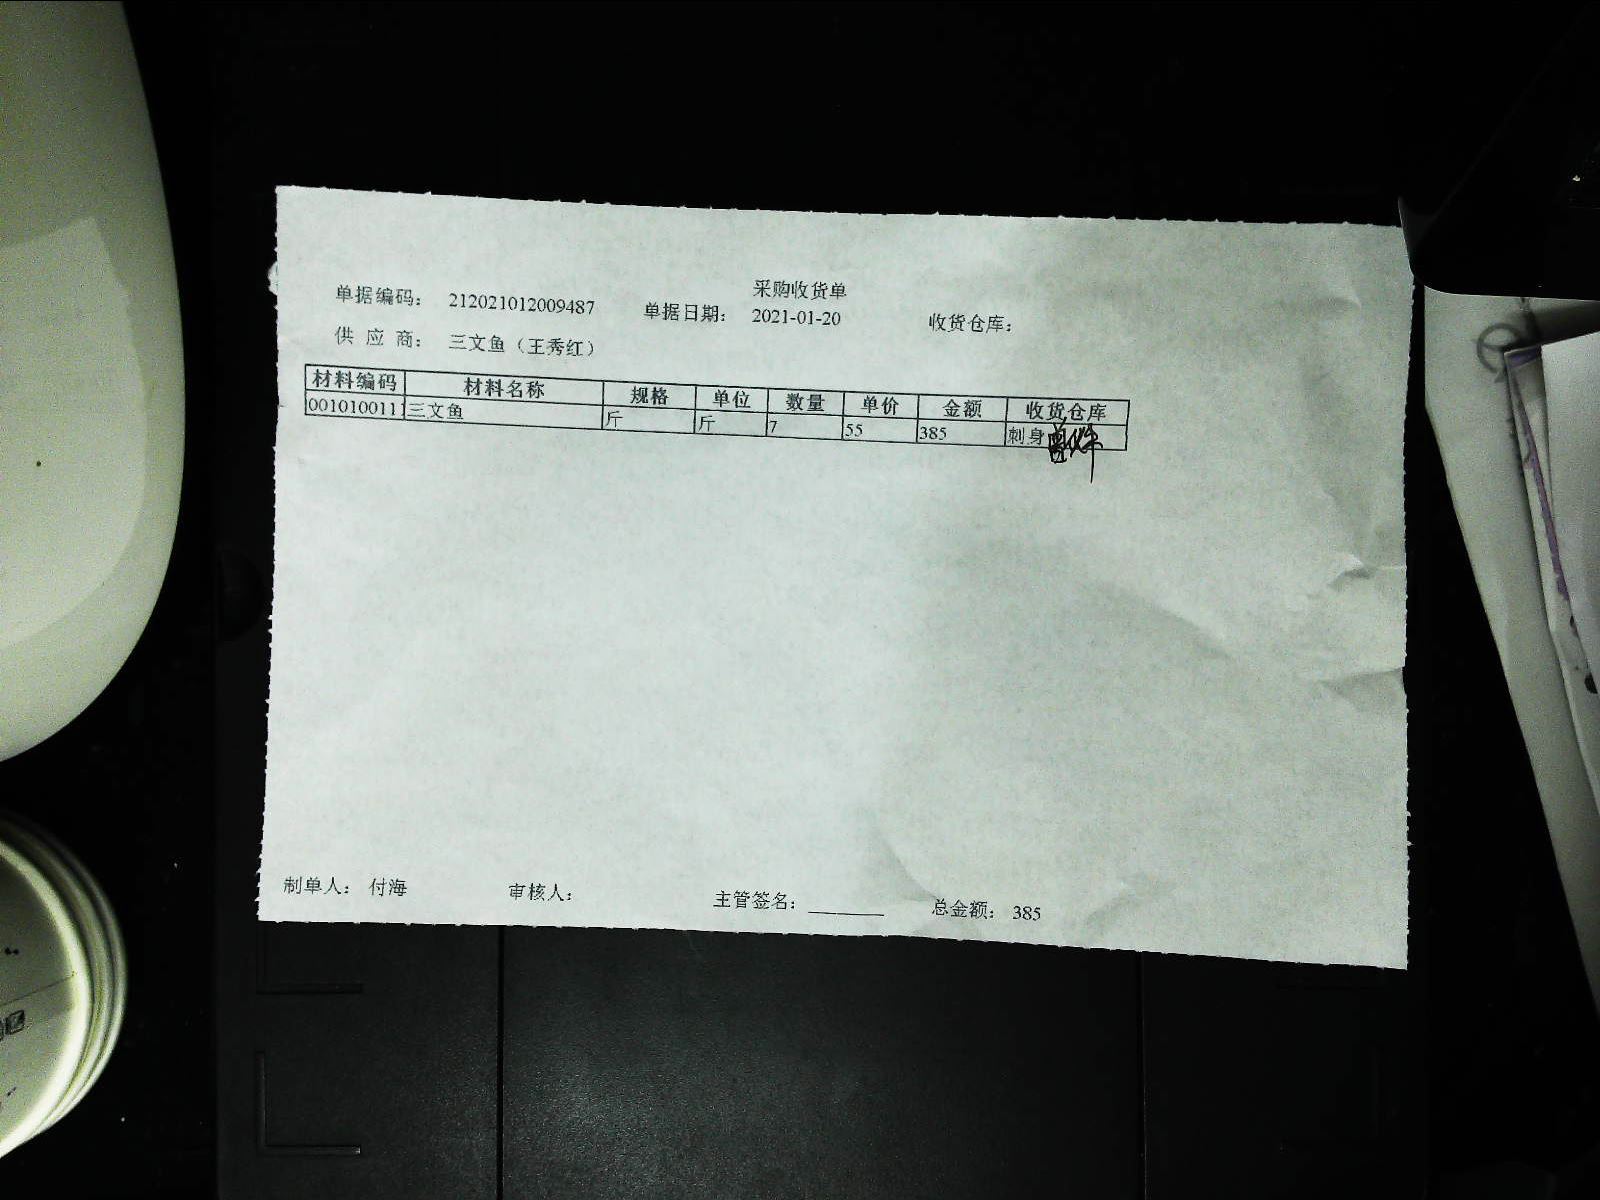 采购收货单
单据编码： 212021012009487 单据日期： 2021-01-20 收货仓库：
供 应 商： 三文鱼（王秀红）
材料编码 材料名称 规格 单位 数量 单价 金额 收货仓库
001010011 三文鱼 斤 斤 7 55 385 刺身
制单人： 付海 审核人： 主管签名： ________ 总金额： 385